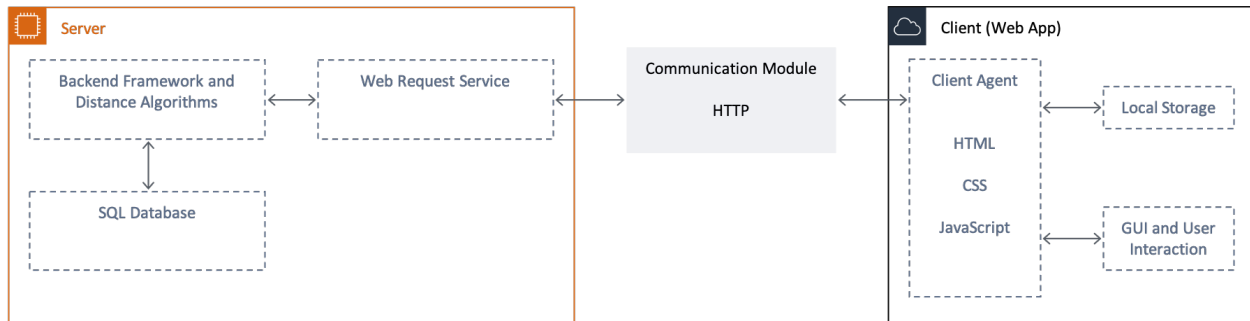 Server
Backend Framework and
Distance Algorithms
Web Request Service
SQL Database
Communication Module
HTTP
Client (Web App)
Client Agent
HTML
CSS
JavaScript
Local Storage
GUI and User
Interaction